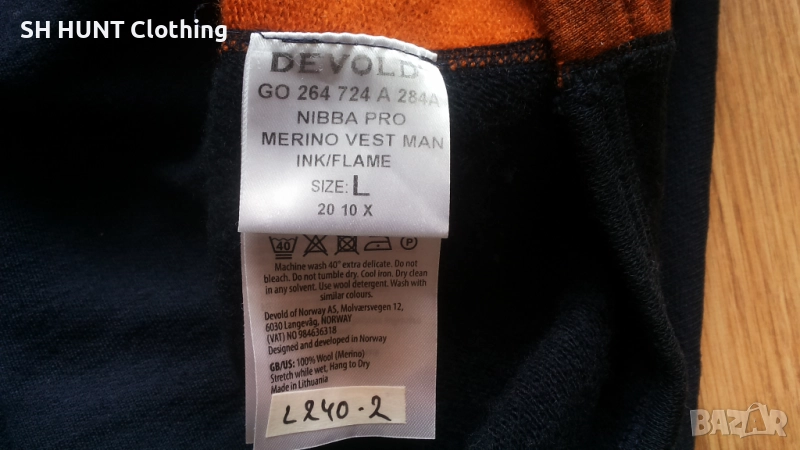 SH HUNT Clothing
DEVOLD
GO 264 724 A 284A
NIBBA PRO
MERINO VEST MAN
INK/FLAME
SIZE: L
20 10 X
40 P
Machine wash 40° extra delicate. Do not
bleach. Do not tumble dry. Cool iron. Dry clean
in any solvent. Use wool detergent. Wash with
similar colours.
Devold of Norway AS, Molværsvegen 12,
6030 Langevåg, NORWAY
(VAT) NO 984636318
Designed and developed in Norway
GB/US: 100% Wool (Merino)
Stretch while wet. Hang to Dry
Made in Lithuania
L240-2
BAZAR